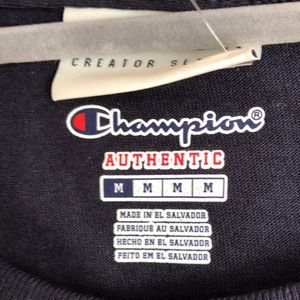 CREATOR SE
Champion®
AUTHENTIC
M M M M
MADE IN EL SALVADOR
FABRIQUÉ AU SALVADOR
HECHO EN EL SALVADOR
FEITO EM EL SALVADOR